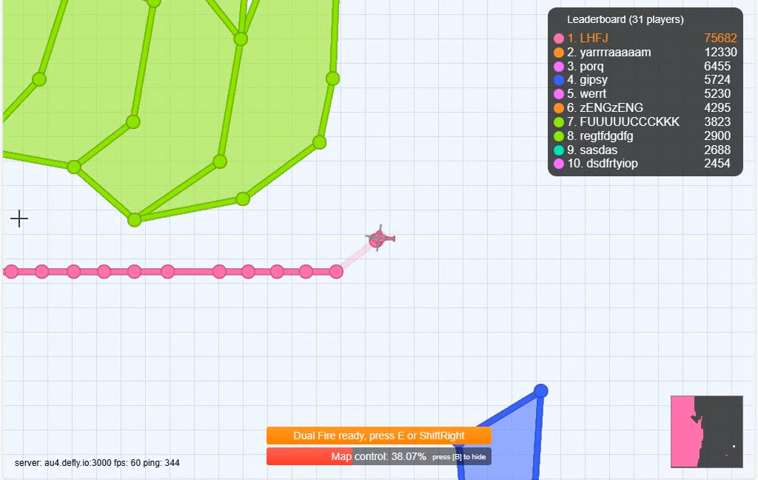 Leaderboard (31 players)
1. LHFJ 75682
2. yarrrraaaaam 12330
3. porq 6455
4. gipsy 5724
5. werrt 5230
6. zENGzENG 4295
7. FUUUUUCCCKKK 3823
8. regtfdgdfg 2900
9. sasdas 2688
10. dsdfrtyiop 2454
Dual Fire ready, press E or ShiftRight
Map control: 38.07% press [B] to hide
server: au4.defly.io:3000 fps: 60 ping: 344